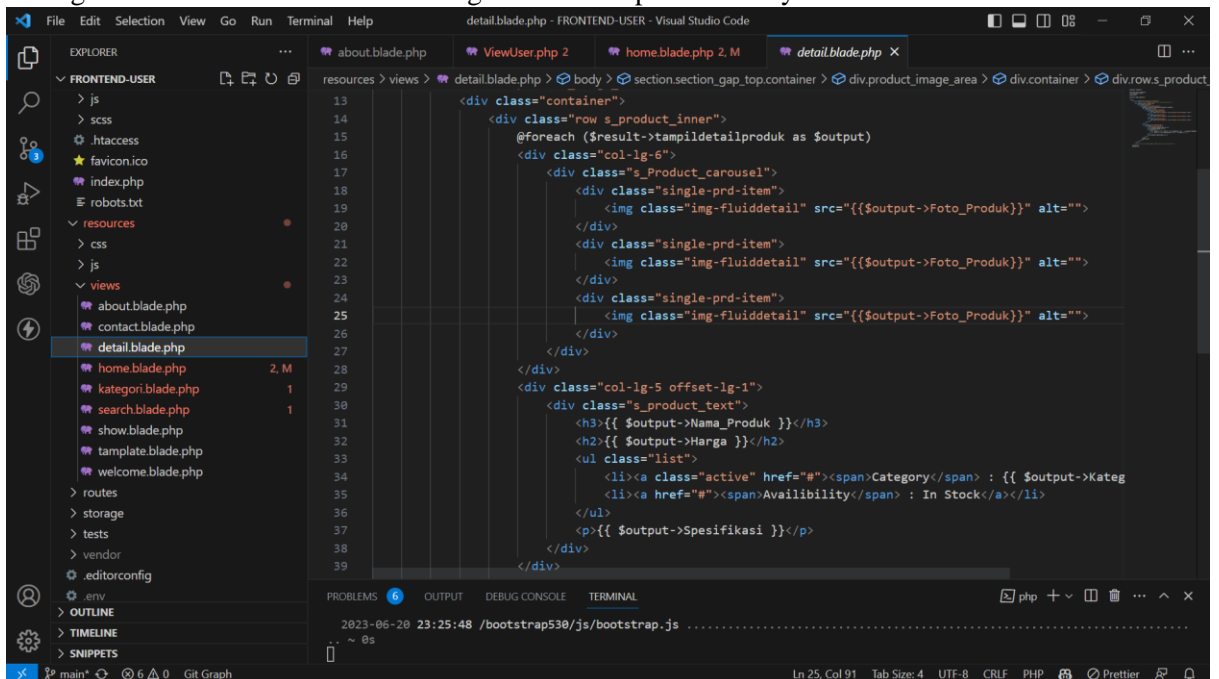 File Edit Selection View Go Run Terminal Help
detail.blade.php - FRONTEND-USER - Visual Studio Code
EXPLORER
FRONTEND-USER
> js
> scss
.htaccess
favicon.ico
index.php
robots.txt
resources
> css
> js
views
about.blade.php
contact.blade.php
detail.blade.php
home.blade.php 2, M
kategori.blade.php 1
search.blade.php 1
show.blade.php
tamplate.blade.php
welcome.blade.php
> routes
> storage
> tests
> vendor
.editorconfig
.env
> OUTLINE
> TIMELINE
> SNIPPETS
3
about.blade.php ViewUser.php 2 home.blade.php 2, M detail.blade.php
resources > views > detail.blade.php > body > section.section_gap_top.container > div.product_image_area > div.container > div.row.s_product_
13 <div class="container">
14 <div class="row s_product_inner">
15 @foreach ($result->tampildetailproduk as $output)
16 <div class="col-lg-6">
17 <div class="s_Product_carousel">
18 <div class="single-prd-item">
19 <img class="img-fluiddetail" src="{{$output->Foto_Produk}}" alt="">
20 </div>
21 <div class="single-prd-item">
22 <img class="img-fluiddetail" src="{{$output->Foto_Produk}}" alt="">
23 </div>
24 <div class="single-prd-item">
25 <img class="img-fluiddetail" src="{{$output->Foto_Produk}}" alt="">
26 </div>
27 </div>
28 </div>
29 <div class="col-lg-5 offset-lg-1">
30 <div class="s_product_text">
31 <h3>{{ $output->Nama_Produk }}</h3>
32 <h2>{{ $output->Harga }}</h2>
33 <ul class="list">
34 <li><a class="active" href="#"><span>Category</span> : {{ $output->Kateg
35 <li><a href="#"><span>Availibility</span> : In Stock</a></li>
36 </ul>
37 <p>{{ $output->Spesifikasi }}</p>
38 </div>
39 </div>
PROBLEMS 6 OUTPUT DEBUG CONSOLE TERMINAL
php
2023-06-20 23:25:48 /bootstrap530/js/bootstrap.js ........................................................................
.. ~ 0s
main* 6 0 Git Graph
Ln 25, Col 91 Tab Size: 4 UTF-8 CRLF PHP Prettier